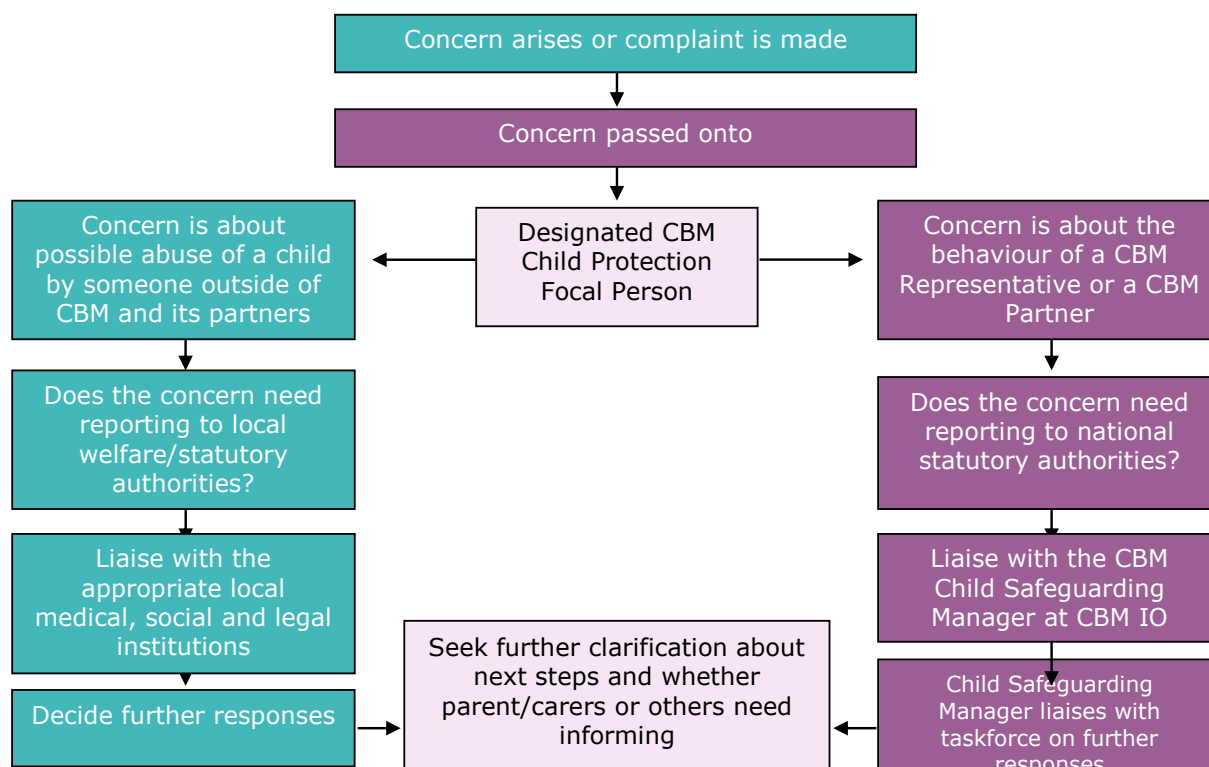 Concern arises or complaint is made
Concern passed onto
Designated CBM
Child Protection
Focal Person
Concern is about
possible abuse of a child
by someone outside of
CBM and its partners
Does the concern need
reporting to local
welfare/statutory
authorities?
Liaise with the
appropriate local
medical, social and legal
institutions
Decide further responses
Concern is about the
behaviour of a CBM
Representative or a CBM
Partner
Does the concern need
reporting to national
statutory authorities?
Liaise with the CBM
Child Safeguarding
Manager at CBM IO
Child Safeguarding
Manager liaises with
taskforce on further
responses
Seek further clarification about
next steps and whether
parent/carers or others need
informing